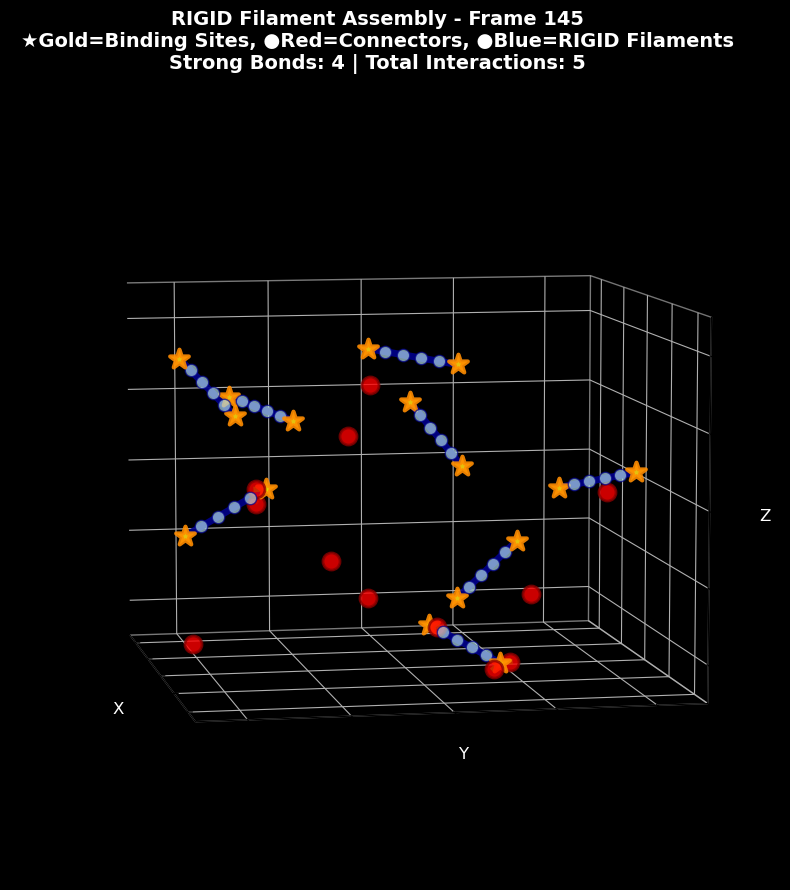 RIGID Filament Assembly - Frame 145
★Gold=Binding Sites, ●Red=Connectors, ●Blue=RIGID Filaments
Strong Bonds: 4 | Total Interactions: 5
Z
X
Y